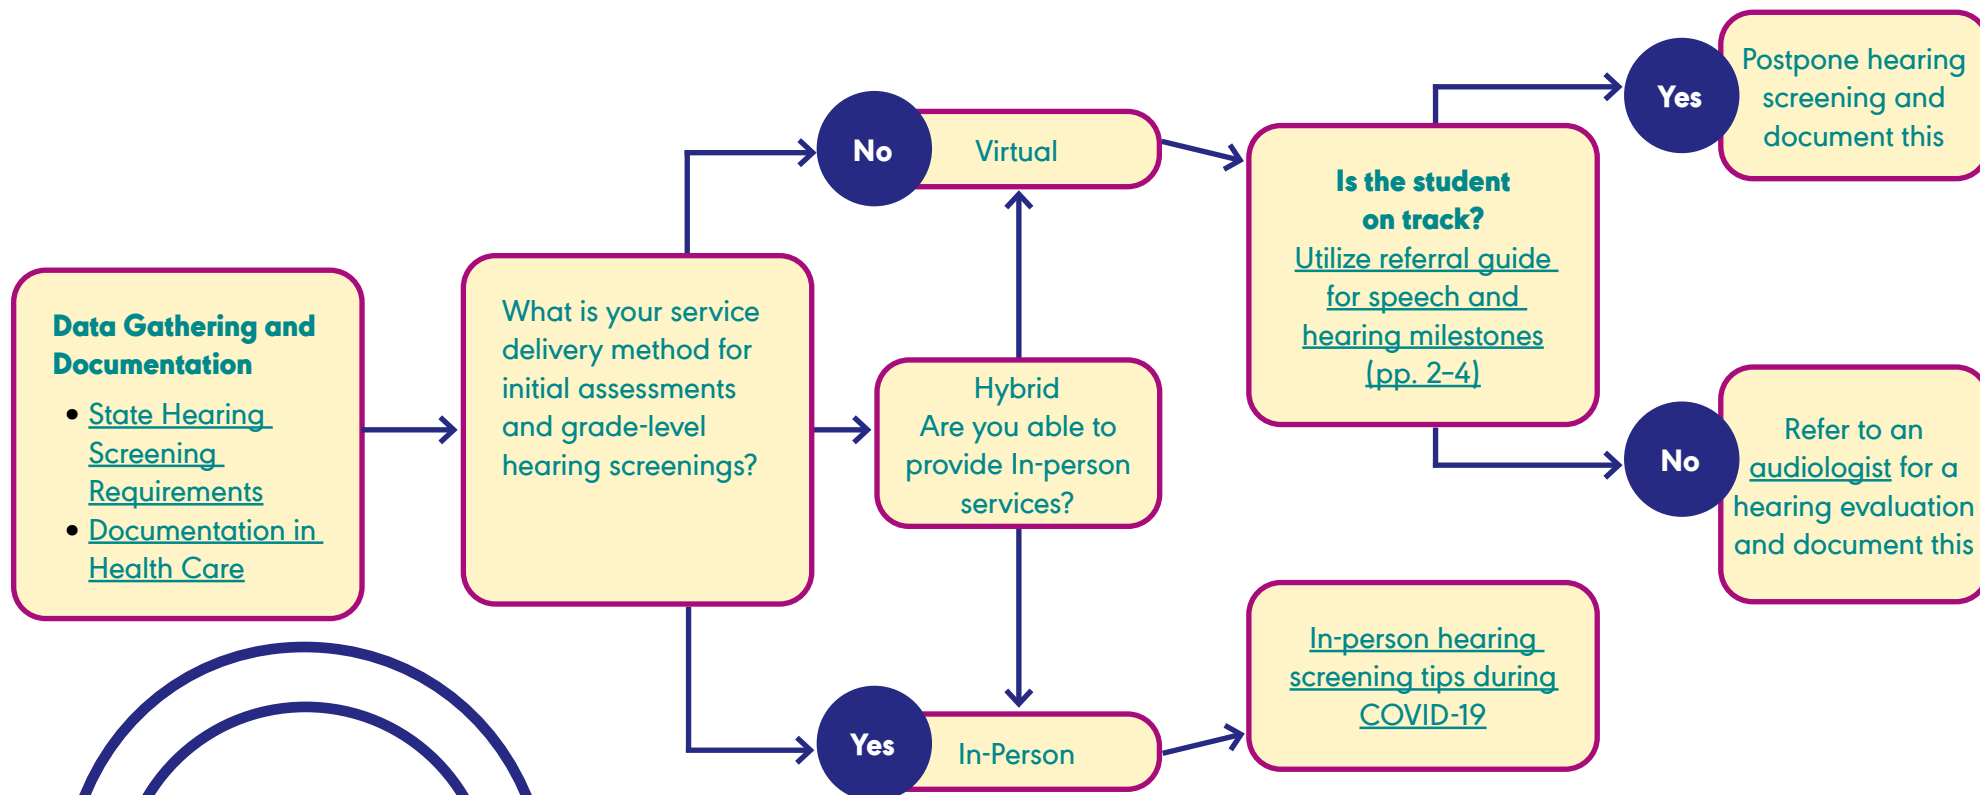 Data Gathering and
Documentation
• State Hearing
Screening
Requirements
• Documentation in
Health Care
What is your service
delivery method for
initial assessments
and grade-level
hearing screenings?
No
Virtual
Hybrid
Are you able to
provide In-person
services?
Yes
In-Person
Is the student
on track?
Utilize referral guide
for speech and
hearing milestones
(pp. 2-4)
Yes
Postpone hearing
screening and
document this
No
Refer to an
audiologist for a
hearing evaluation
and document this
In-person hearing
screening tips during
COVID-19